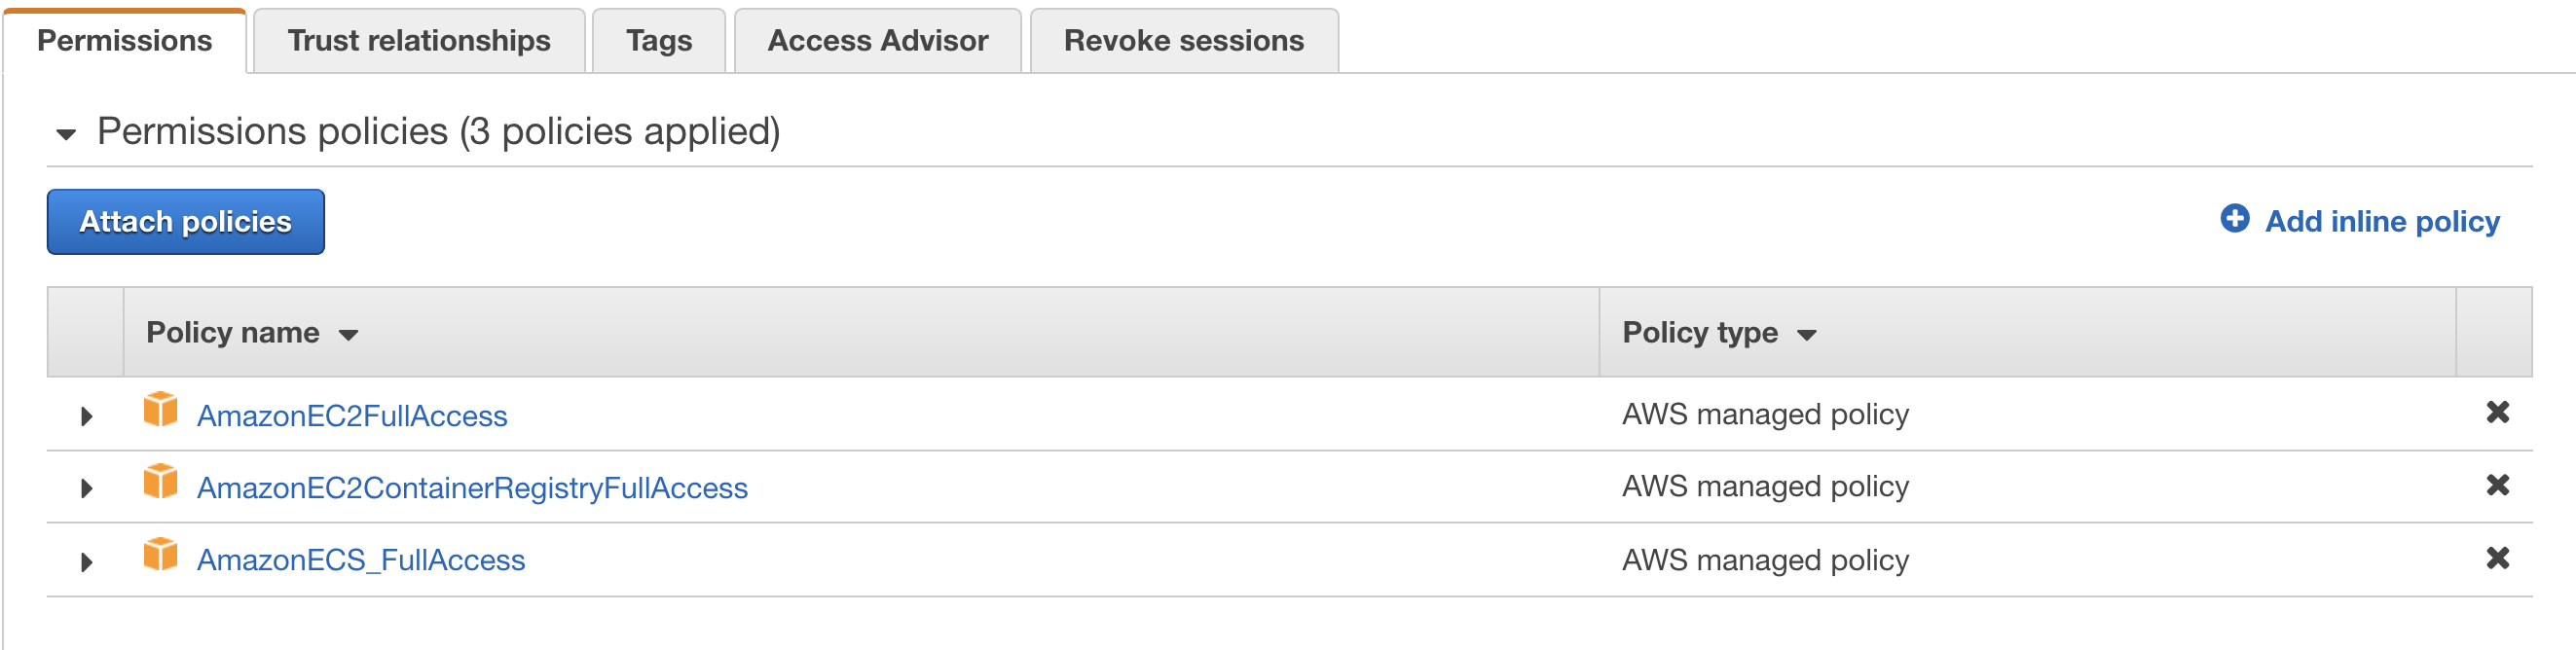 Permissions Trust relationships Tags Access Advisor Revoke sessions
Permissions policies (3 policies applied)
Attach policies Add inline policy
Policy name Policy type
AmazonEC2FullAccess AWS managed policy
AmazonEC2ContainerRegistryFullAccess AWS managed policy
AmazonECS_FullAccess AWS managed policy